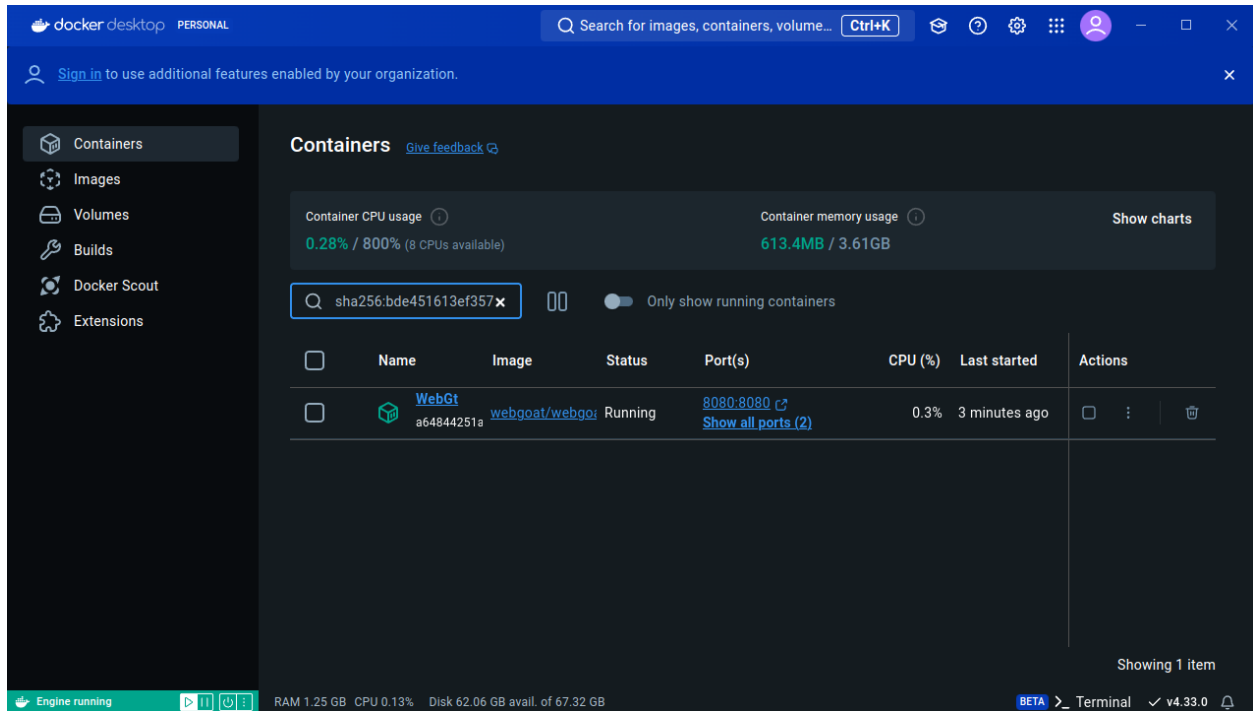 docker desktop PERSONAL
Search for images, containers, volume... Ctrl+K
Sign in to use additional features enabled by your organization.
Containers
Images
Volumes
Builds
Docker Scout
Extensions
Containers Give feedback
Container CPU usage
0.28% / 800% (8 CPUs available)
Container memory usage
613.4MB / 3.61GB
Show charts
sha256:bde451613ef357
Only show running containers
Name Image Status Port(s) CPU (%) Last started Actions
WebGt
a64844251a
webgoat/webgoa
Running
8080:8080
Show all ports (2)
0.3%
3 minutes ago
Showing 1 item
Engine running
RAM 1.25 GB CPU 0.13% Disk 62.06 GB avail. of 67.32 GB
BETA >_ Terminal v4.33.0